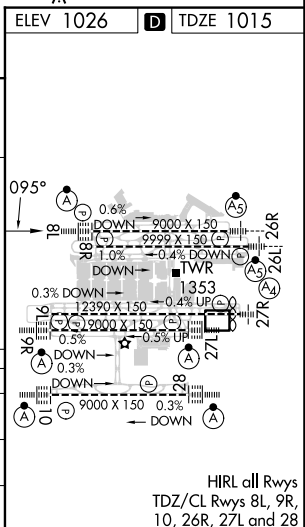 ELEV 1026 D TDZE 1015
095°
A
P
0.6%
DOWN
9000 X 150
A5
26R
8L
8R
P
9999 X 150
P
26L
1.0%
0.4% DOWN
A5
A4
DOWN
TWR
1353
0.3% DOWN
0.4% UP
P
27R
12390 X 150
9L
P
P
9000 X 150
P
9R
0.5%
0.5% UP
27L
A
DOWN
0.3%
A
DOWN
P
28
A
10
P
9000 X 150
0.3%
A
DOWN
HIRL all Rwys
TDZ/CL Rwys 8L, 9R,
10, 26R, 27L and 28